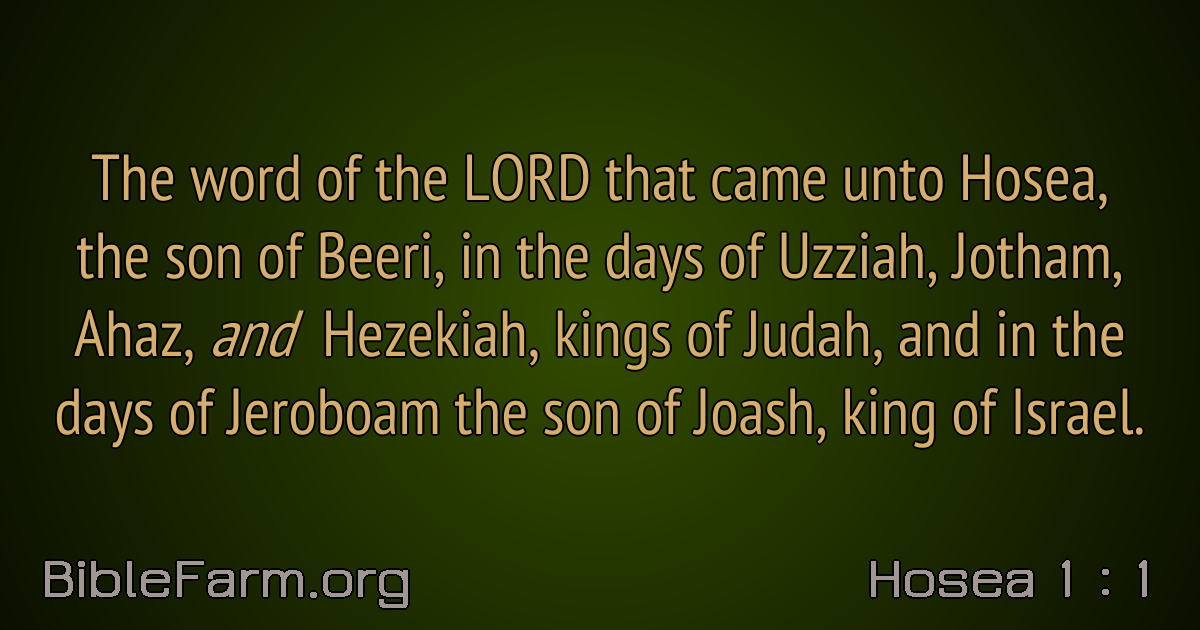 The word of the LORD that came unto Hosea,
the son of Beeri, in the days of Uzziah, Jotham,
Ahaz, and Hezekiah, kings of Judah, and in the
days of Jeroboam the son of Joash, king of Israel.
BibleFarm.org
Hosea 1 : 1